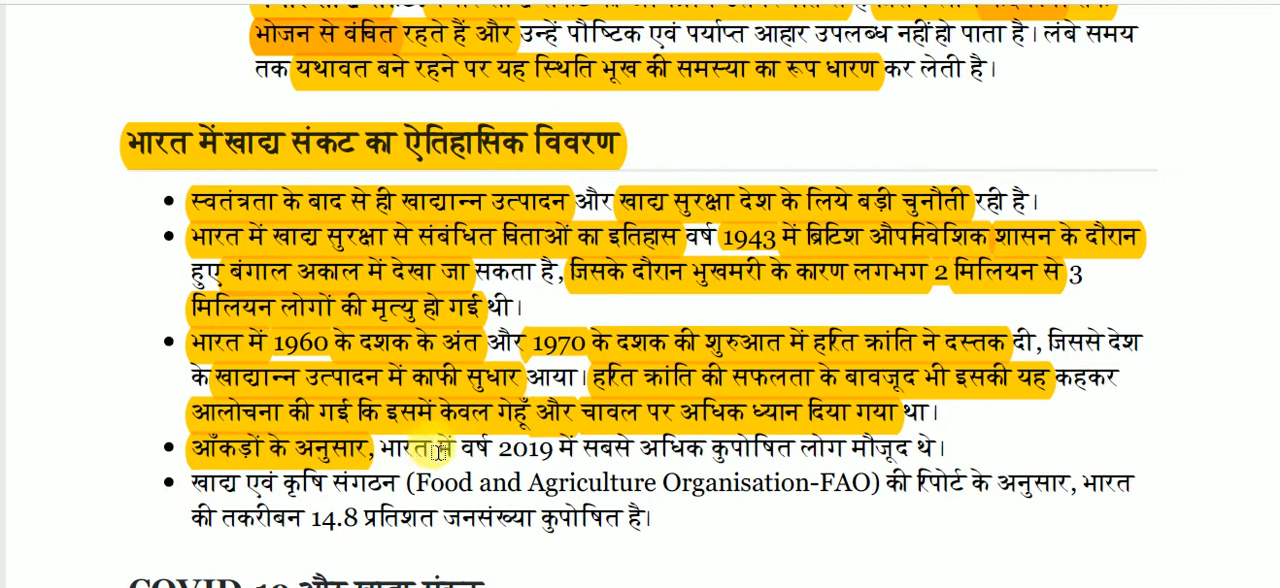 भोजन से वंचित रहते हैं और उन्हें पौष्टिक एवं पर्याप्त आहार उपलब्ध नहीं हो पाता है। लंबे समय
तक यथावत बने रहने पर यह स्थिति भूख की समस्या का रूप धारण कर लेती है।
भारत में खाद्य संकट का ऐतिहासिक विवरण
• स्वतंत्रता के बाद से ही खाद्यान्न उत्पादन और खाद्य सुरक्षा देश के लिये बड़ी चुनौती रही है।
• भारत में खाद्य सुरक्षा से संबंधित चिंताओं का इतिहास वर्ष 1943 में ब्रिटिश औपनिवेशिक शासन के दौरान
हुए बंगाल अकाल में देखा जा सकता है, जिसके दौरान भुखमरी के कारण लगभग 2 मिलियन से 3
मिलियन लोगों की मृत्यु हो गई थी।
• भारत में 1960 के दशक के अंत और 1970 के दशक की शुरुआत में हरित क्रांति ने दस्तक दी, जिससे देश
के खाद्यान्न उत्पादन में काफी सुधार आया। हरित क्रांति की सफलता के बावजूद भी इसकी यह कहकर
आलोचना की गई कि इसमें केवल गेहूँ और चावल पर अधिक ध्यान दिया गया था।
• आँकड़ों के अनुसार, भारत में वर्ष 2019 में सबसे अधिक कुपोषित लोग मौजूद थे।
• खाद्य एवं कृषि संगठन (Food and Agriculture Organisation-FAO) की रिपोर्ट के अनुसार, भारत
की तकरीबन 14.8 प्रतिशत जनसंख्या कुपोषित है।